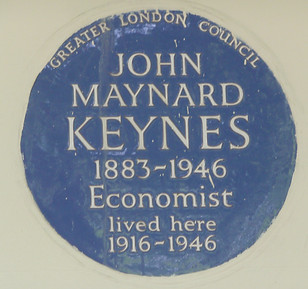 GREATER LONDON COUNCIL
JOHN
MAYNARD
KEYNES
1883-1946
Economist
lived here
1916-1946